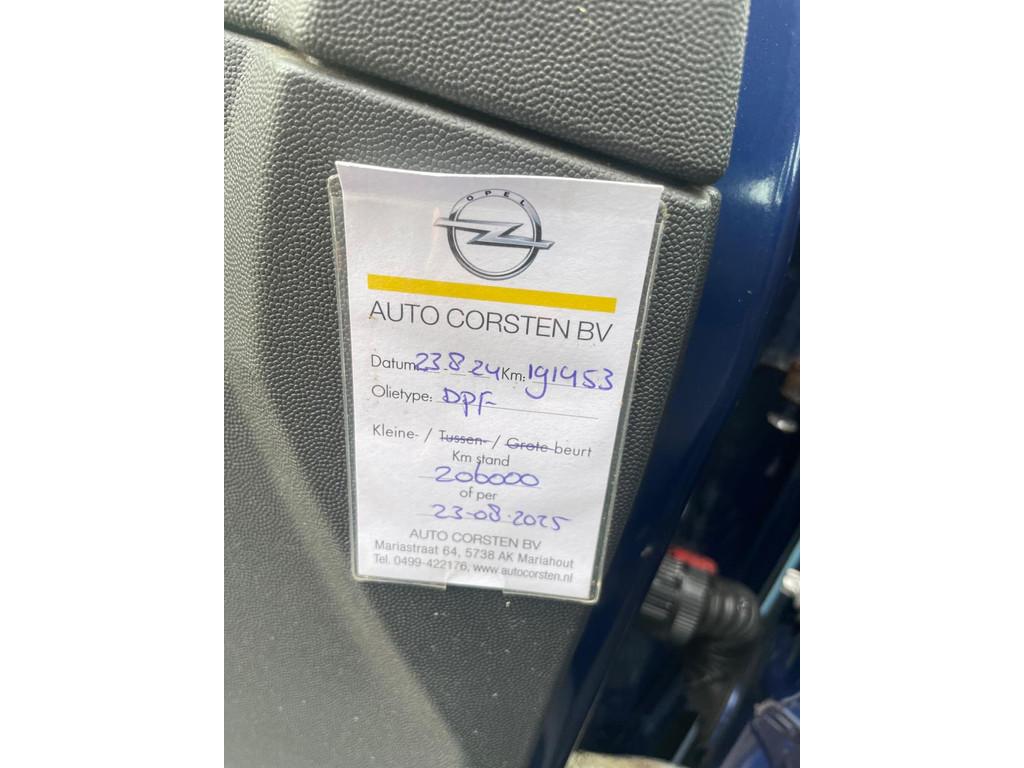 OPEL
AUTO CORSTEN BV
Datum: 23.8.24 Km: 191453
Olietype: DPF
Kleine- / Tussen- / Grote beurt
Km stand
206000
of per
23-08-2025
AUTO CORSTEN BV
Mariastraat 64, 5738 AK Mariahout
Tel. 0499-422176, www.autocorsten.nl